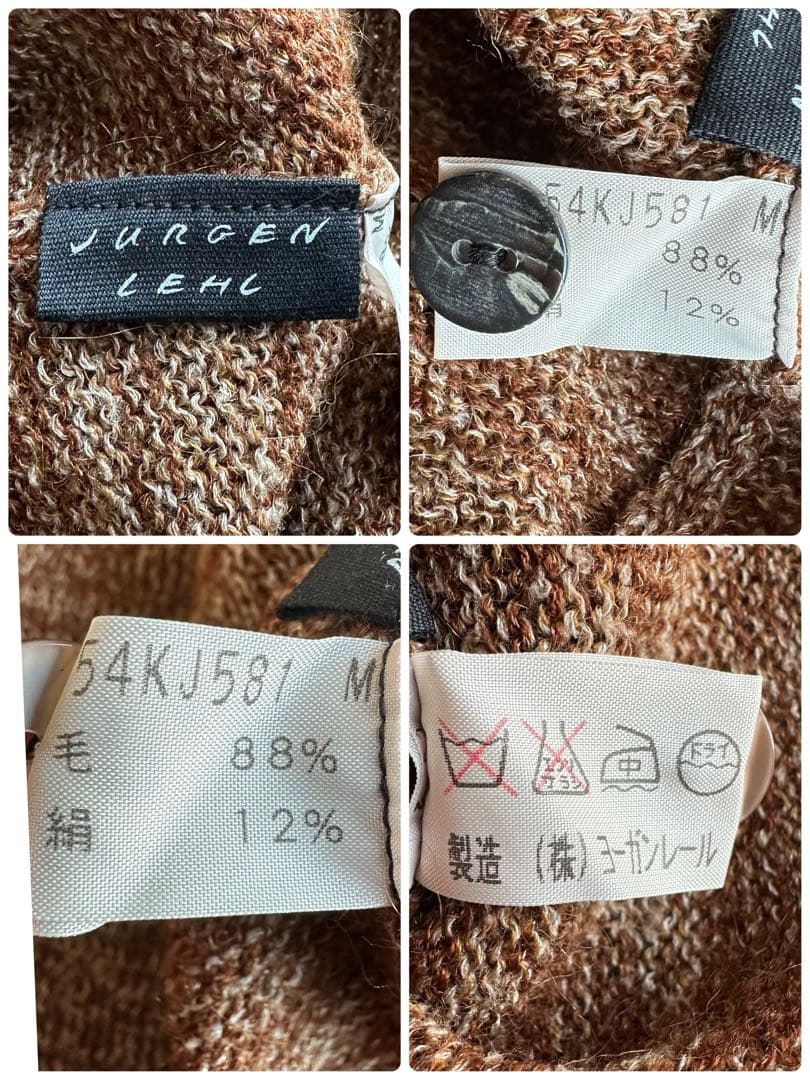 JURGEN
LEHL
54KJ581 M
88%
12%
54KJ581 M
毛 88%
絹 12%
中 ドライ
製造 (株)ヨーガンレール